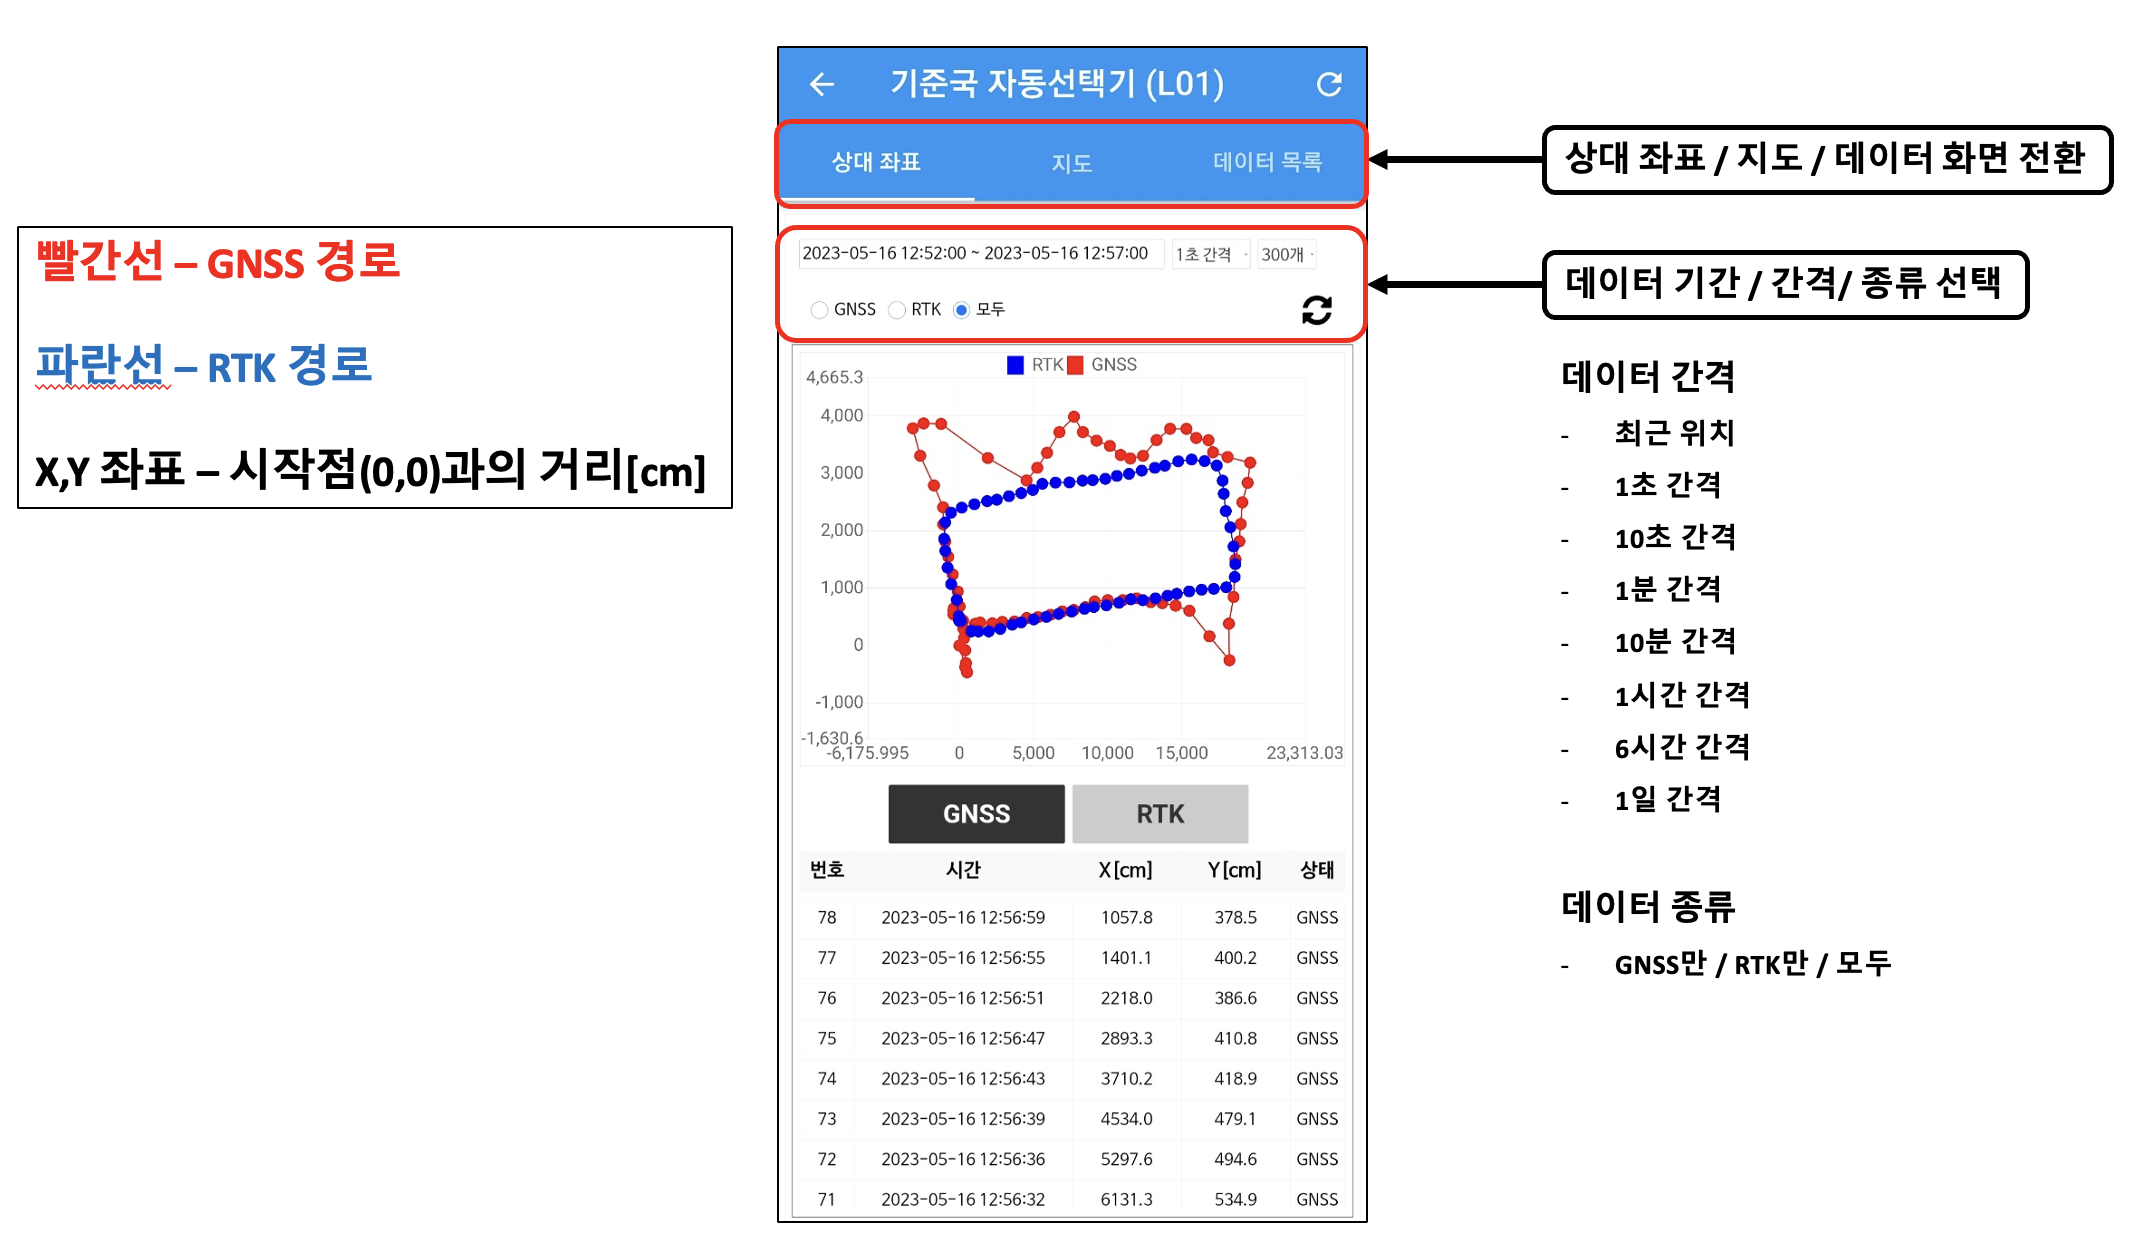 기준국 자동선택기 (L01)
상대 좌표
지도
데이터 목록
상대 좌표 / 지도 / 데이터 화면 전환
빨간선 – GNSS 경로
파란선 – RTK 경로
X,Y 좌표 – 시작점(0,0)과의 거리[cm]
2023-05-16 12:52:00 ~ 2023-05-16 12:57:00
1초 간격
300개
GNSS RTK 모두
데이터 기간 / 간격/ 종류 선택
RTK GNSS
4,665.3
4,000
3,000
2,000
1,000
0
-1,000
-1,630.6
-6,175.995 0 5,000 10,000 15,000 23,313.03
GNSS RTK
번호 시간 X [cm] Y [cm] 상태
78 2023-05-16 12:56:59 1057.8 378.5 GNSS
77 2023-05-16 12:56:55 1401.1 400.2 GNSS
76 2023-05-16 12:56:51 2218.0 386.6 GNSS
75 2023-05-16 12:56:47 2893.3 410.8 GNSS
74 2023-05-16 12:56:43 3710.2 418.9 GNSS
73 2023-05-16 12:56:39 4534.0 479.1 GNSS
72 2023-05-16 12:56:36 5297.6 494.6 GNSS
71 2023-05-16 12:56:32 6131.3 534.9 GNSS
데이터 간격
- 최근 위치
- 1초 간격
- 10초 간격
- 1분 간격
- 10분 간격
- 1시간 간격
- 6시간 간격
- 1일 간격
데이터 종류
- GNSS만 / RTK만 / 모두